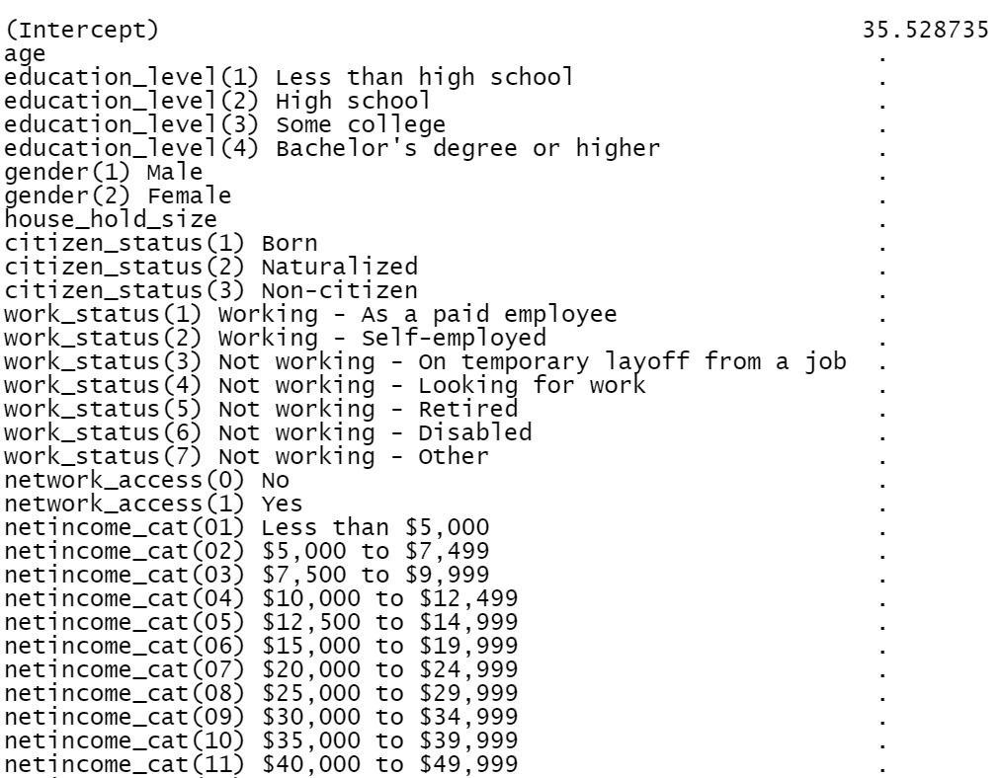 (Intercept) 35.528735
age .
education_level(1) Less than high school .
education_level(2) High school .
education_level(3) Some college .
education_level(4) Bachelor's degree or higher .
gender(1) Male .
gender(2) Female .
house_hold_size .
citizen_status(1) Born .
citizen_status(2) Naturalized .
citizen_status(3) Non-citizen .
work_status(1) Working - As a paid employee .
work_status(2) Working - Self-employed .
work_status(3) Not working - On temporary layoff from a job .
work_status(4) Not working - Looking for work .
work_status(5) Not working - Retired .
work_status(6) Not working - Disabled .
work_status(7) Not working - Other .
network_access(0) No .
network_access(1) Yes .
netincome_cat(01) Less than $5,000 .
netincome_cat(02) $5,000 to $7,499 .
netincome_cat(03) $7,500 to $9,999 .
netincome_cat(04) $10,000 to $12,499 .
netincome_cat(05) $12,500 to $14,999 .
netincome_cat(06) $15,000 to $19,999 .
netincome_cat(07) $20,000 to $24,999 .
netincome_cat(08) $25,000 to $29,999 .
netincome_cat(09) $30,000 to $34,999 .
netincome_cat(10) $35,000 to $39,999 .
netincome_cat(11) $40,000 to $49,999 .